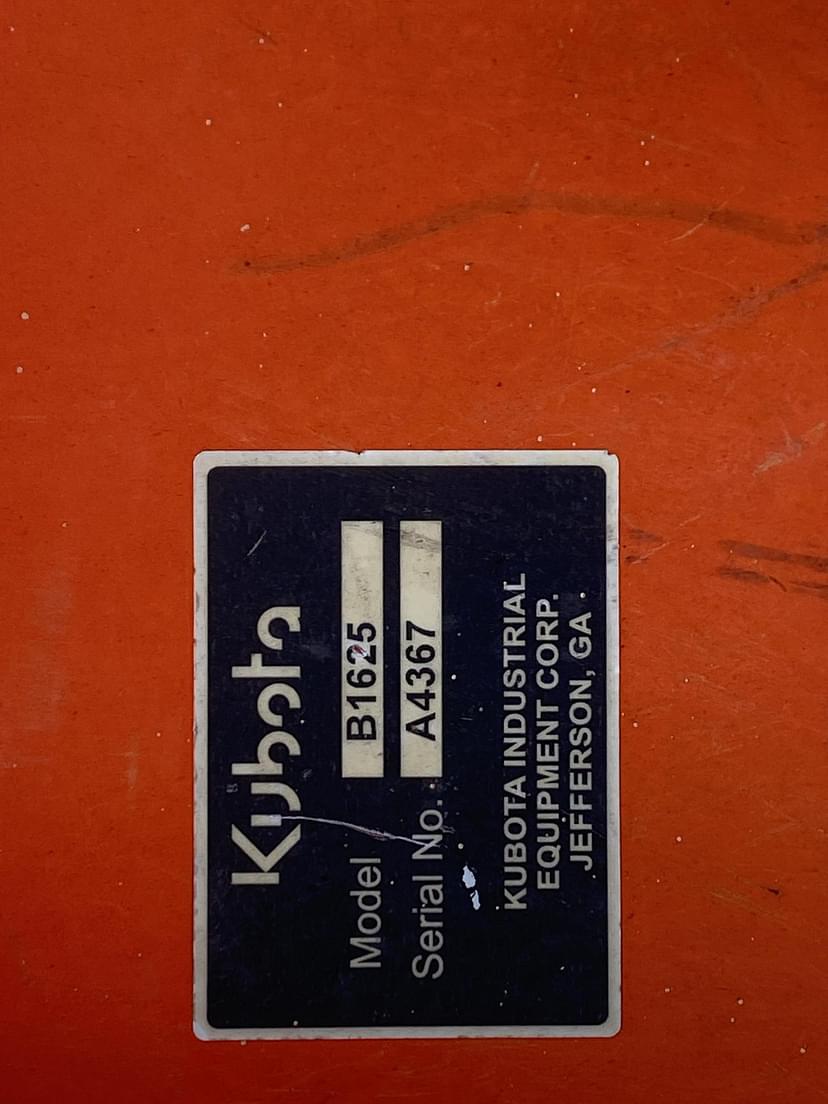 Kubota
Model B1625
Serial No. A4367
KUBOTA INDUSTRIAL
EQUIPMENT CORP.
JEFFERSON, GA.